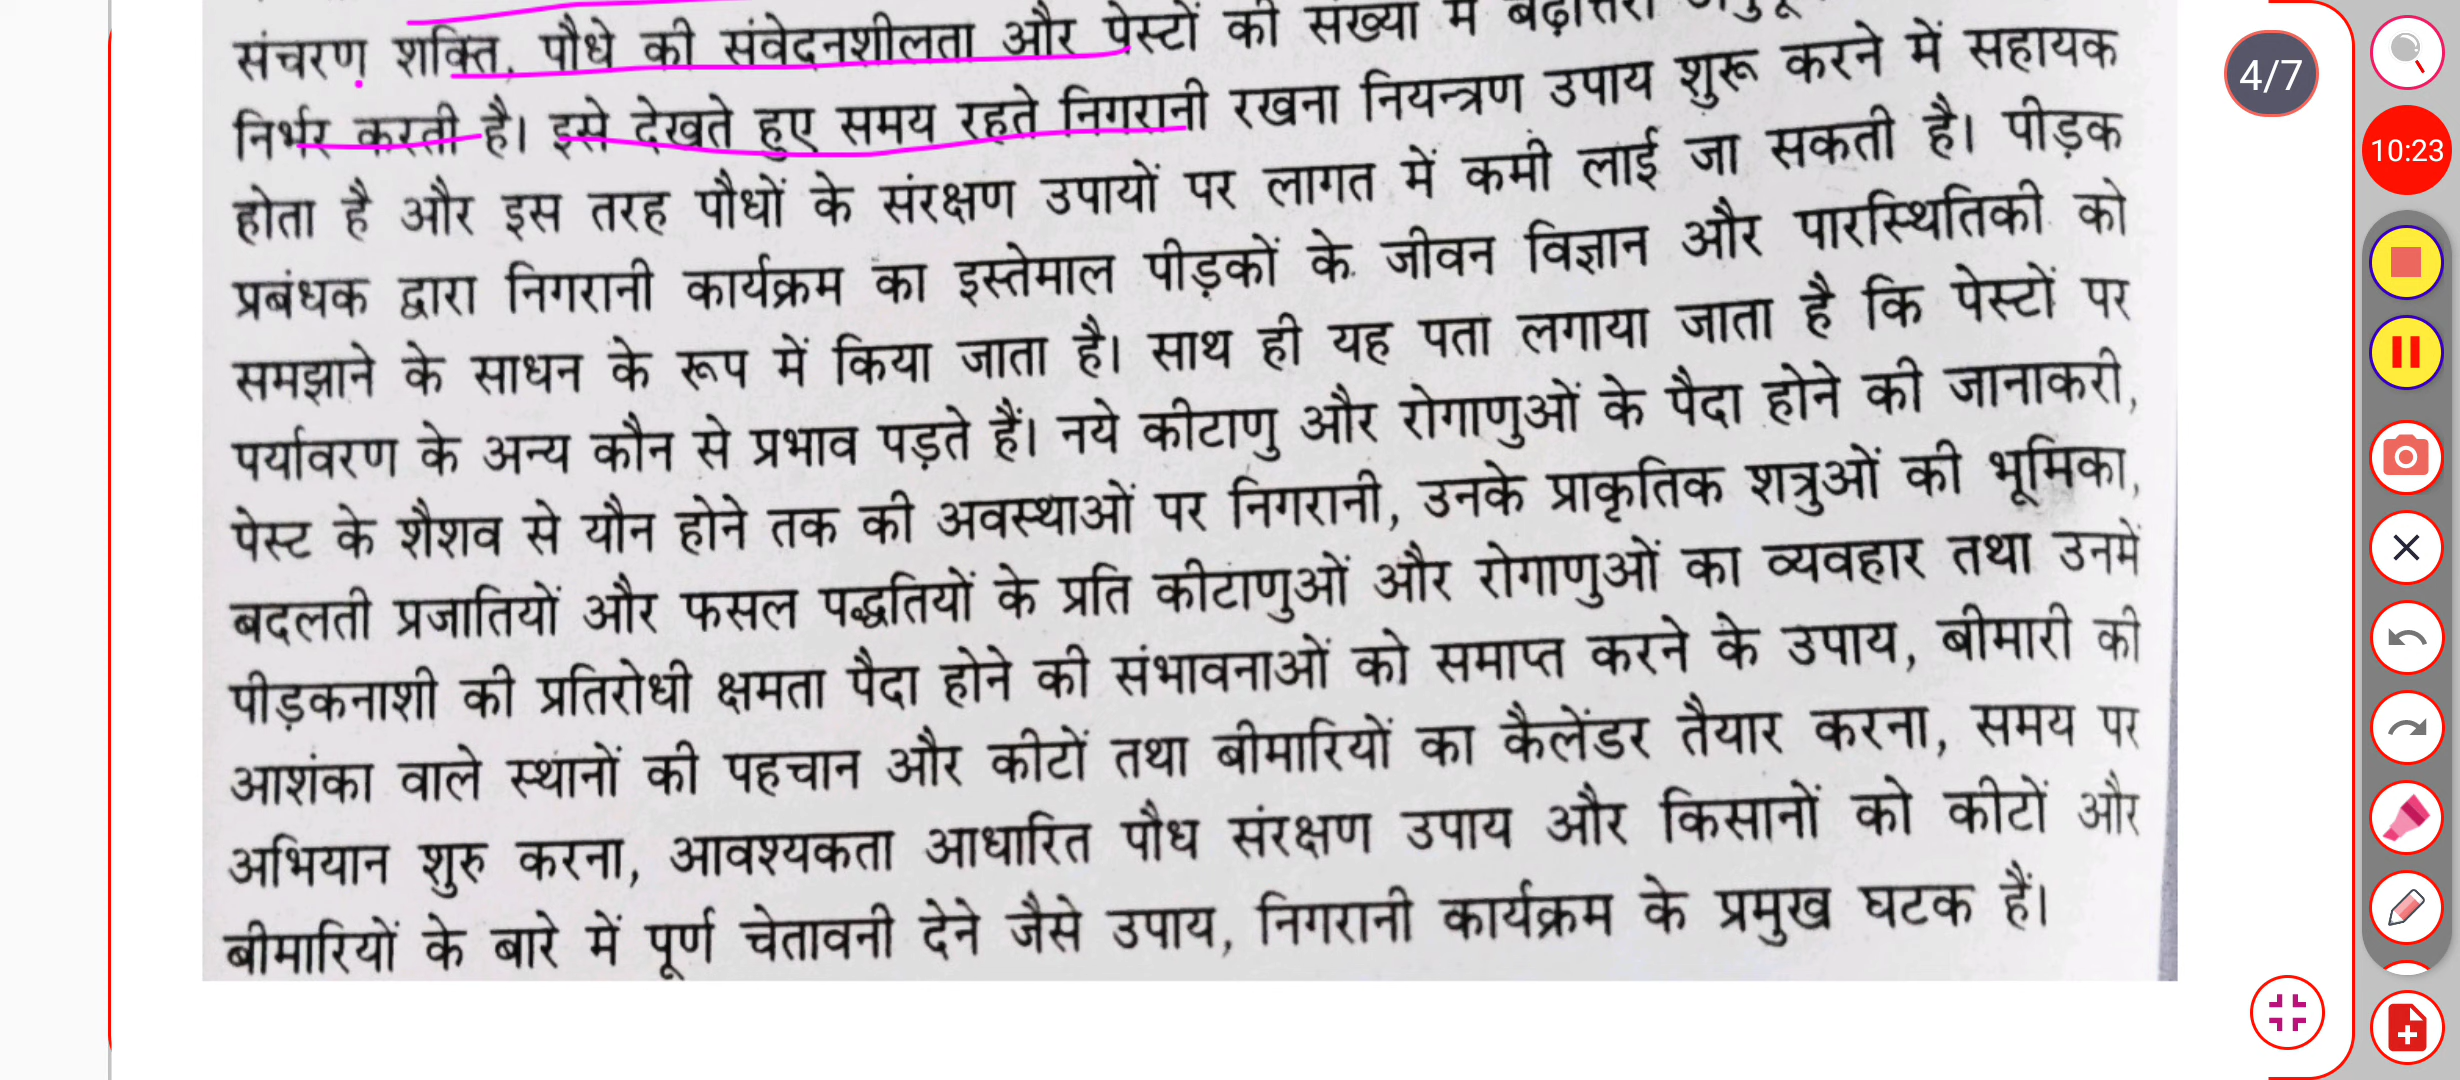 संचरण शक्ति, पौधे की संवेदनशीलता और पेस्टों की संख्या में बढ़ोत्तरी
निर्भर करती है। इसे देखते हुए समय रहते निगरानी रखना नियन्त्रण उपाय शुरू करने में सहायक
होता है और इस तरह पौधों के संरक्षण उपायों पर लागत में कमी लाई जा सकती है। पीड़क
प्रबंधक द्वारा निगरानी कार्यक्रम का इस्तेमाल पीड़कों के जीवन विज्ञान और पारस्थितिकी को
समझाने के साधन के रूप में किया जाता है। साथ ही यह पता लगाया जाता है कि पेस्टों पर
पर्यावरण के अन्य कौन से प्रभाव पड़ते हैं। नये कीटाणु और रोगाणुओं के पैदा होने की जानाकरी,
पेस्ट के शैशव से यौन होने तक की अवस्थाओं पर निगरानी, उनके प्राकृतिक शत्रुओं की भूमिका,
बदलती प्रजातियों और फसल पद्धतियों के प्रति कीटाणुओं और रोगाणुओं का व्यवहार तथा उनमें
पीड़कनाशी की प्रतिरोधी क्षमता पैदा होने की संभावनाओं को समाप्त करने के उपाय, बीमारी की
आशंका वाले स्थानों की पहचान और कीटों तथा बीमारियों का कैलेंडर तैयार करना, समय पर
अभियान शुरु करना, आवश्यकता आधारित पौध संरक्षण उपाय और किसानों को कीटों और
बीमारियों के बारे में पूर्ण चेतावनी देने जैसे उपाय, निगरानी कार्यक्रम के प्रमुख घटक हैं।
4/7
10:23